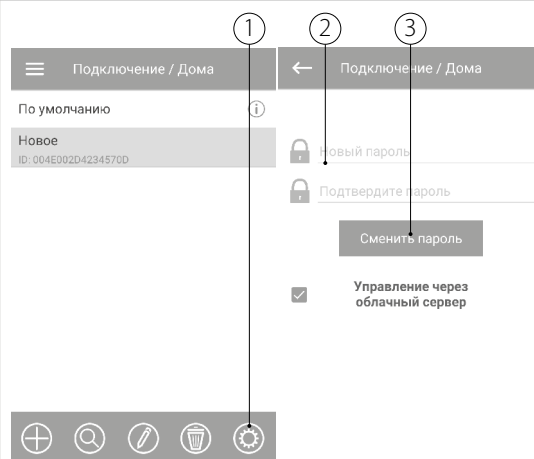 1
2
3
Подключение / Дома
По умолчанию
i
Новое
ID: 004E002D4234570D
Подключение / Дома
Новый пароль
Подтвердите пароль
Сменить пароль
Управление через
облачный сервер